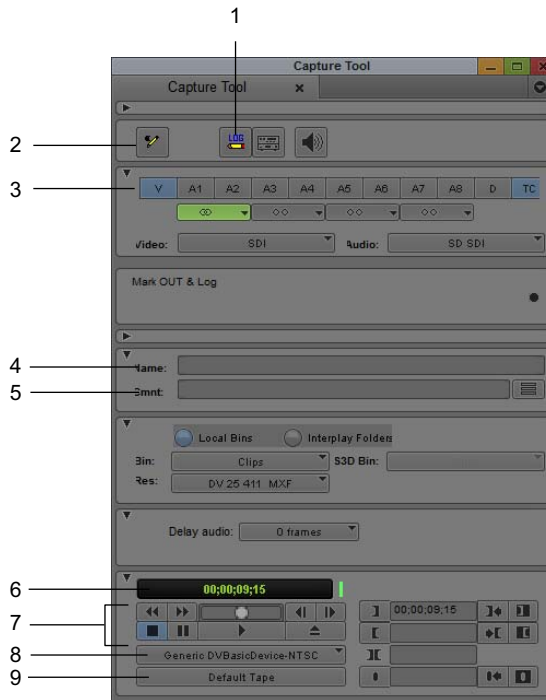 1
Capture Tool
Capture Tool
2
LOG
3
V A1 A2 A3 A4 A5 A6 A7 A8 D TC
Video: SDI Audio: SD SDI
Mark OUT & Log
4 Name:
5 Cmnt:
Local Bins Interplay Folders
Bin: Clips S3D Bin:
Res: DV 25 411 MXF
Delay audio: 0 frames
6 00;00;09;15
7
00;00;09;15
8 Generic DVBasicDevice-NTSC
9 Default Tape